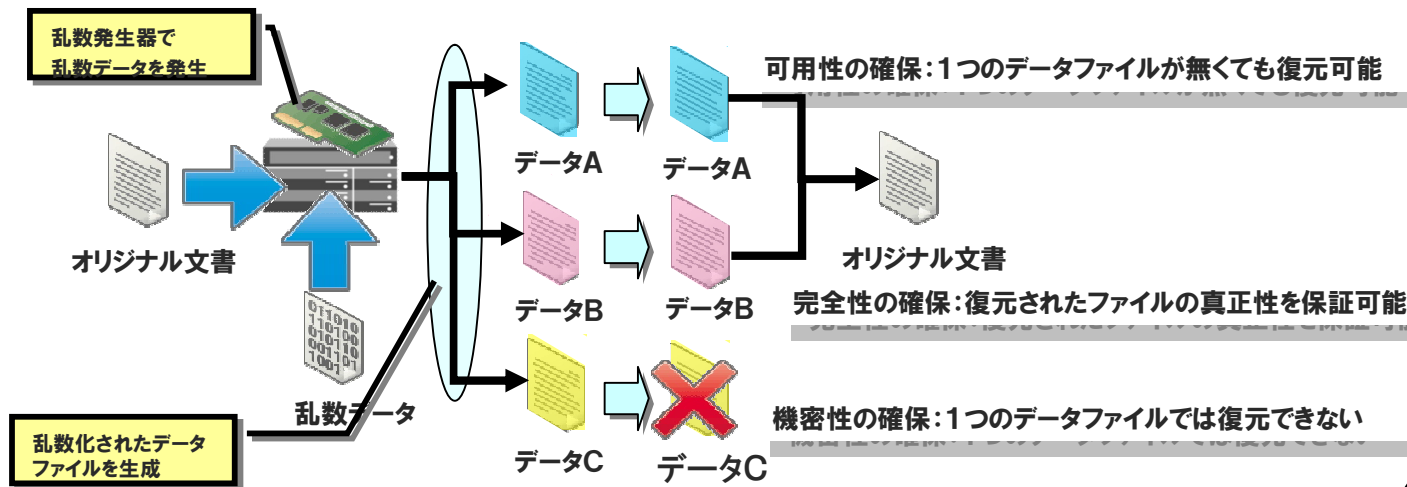 乱数発生器で
乱数データを発生
可用性の確保：１つのデータファイルが無くても復元可能
データA
データA
オリジナル文書
オリジナル文書
データB
データB
完全性の確保：復元されたファイルの真正性を保証可能
011010
110100
010110
001101
1001
乱数データ
機密性の確保：１つのデータファイルでは復元できない
乱数化されたデータ
ファイルを生成
データC
データC